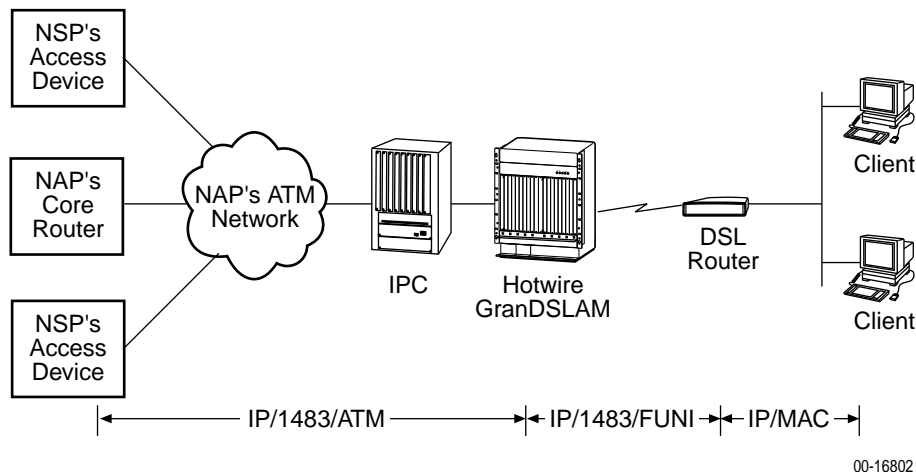 NSP's
Access
Device
NAP's
Core
Router
NSP's
Access
Device
NAP's ATM
Network
IPC
Hotwire
GranDSLAM
DSL
Router
Client
Client
IP/1483/ATM
IP/1483/FUNI
IP/MAC
00-16802